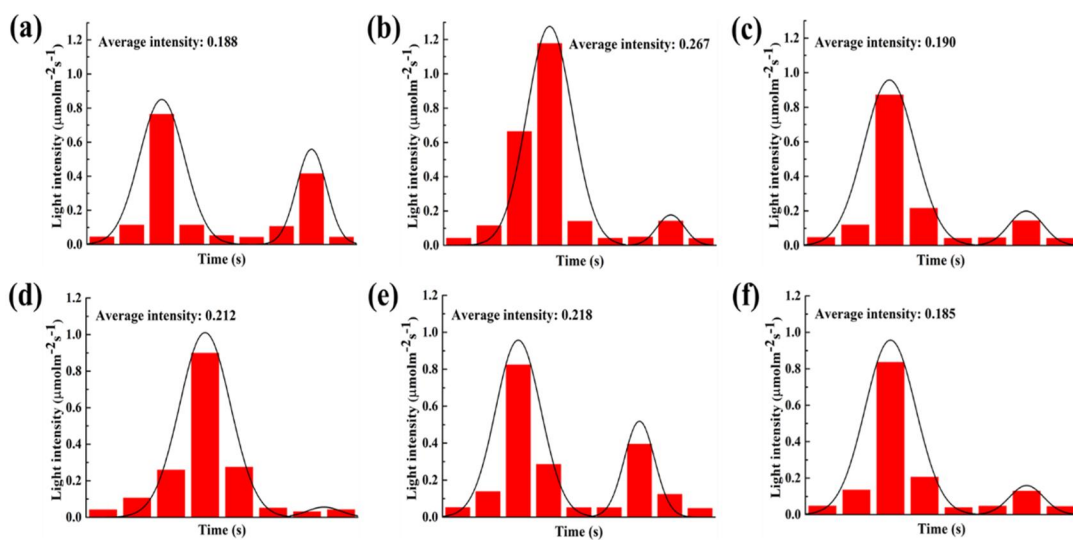 (a)
Average intensity: 0.188
Light intensity (μmolm⁻²s⁻¹)
1.2
1.0
0.8
0.6
0.4
0.2
0.0
Time (s)
(b)
Average intensity: 0.267
Light intensity (μmolm⁻²s⁻¹)
1.2
1.0
0.8
0.6
0.4
0.2
0.0
Time (s)
(c)
Average intensity: 0.190
Light intensity (μmolm⁻²s⁻¹)
1.2
1.0
0.8
0.6
0.4
0.2
0.0
Time (s)
(d)
Average intensity: 0.212
Light intensity (μmolm⁻²s⁻¹)
1.2
1.0
0.8
0.6
0.4
0.2
0.0
Time (s)
(e)
Average intensity: 0.218
Light intensity (μmolm⁻²s⁻¹)
1.2
1.0
0.8
0.6
0.4
0.2
0.0
Time (s)
(f)
Average intensity: 0.185
Light intensity (μmolm⁻²s⁻¹)
1.2
1.0
0.8
0.6
0.4
0.2
0.0
Time (s)